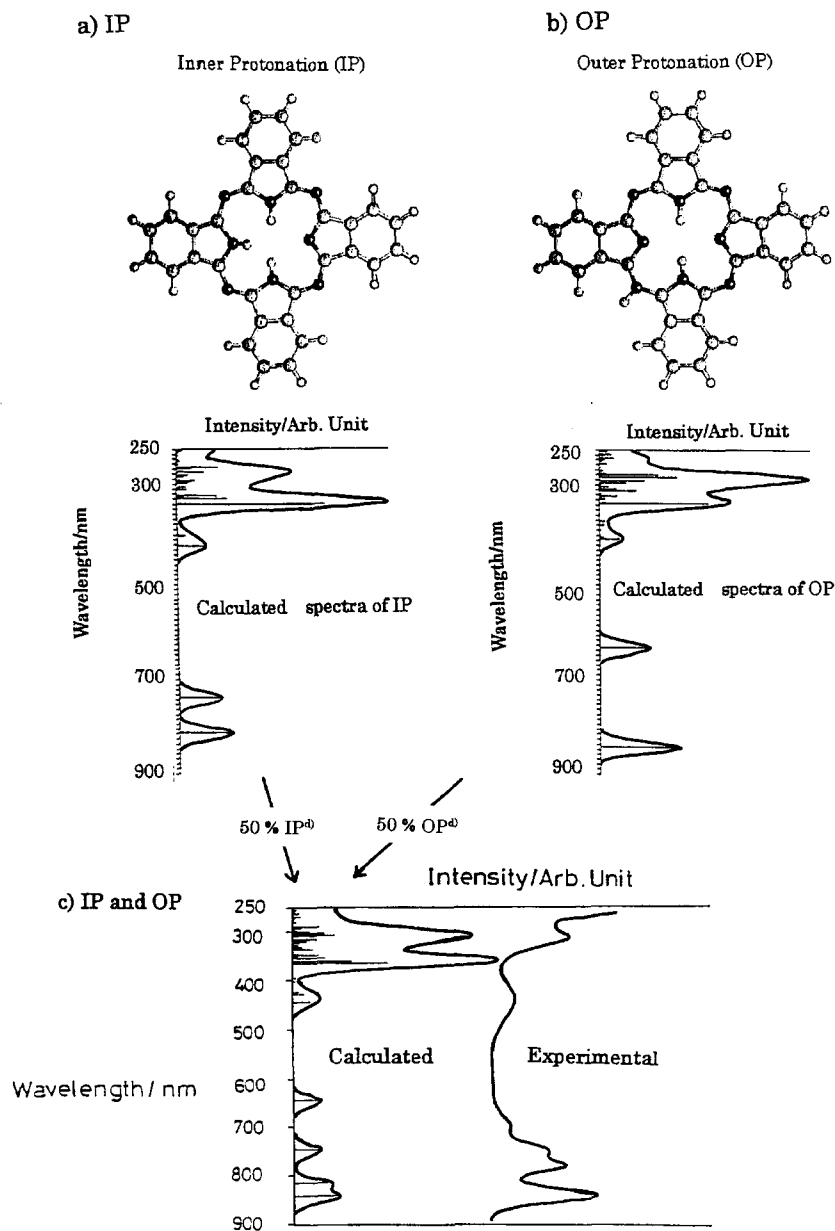 a) IP
Inner Protonation (IP)
b) OP
Outer Protonation (OP)
Intensity/Arb. Unit
250
300
500
700
900
Wavelength/nm
Calculated spectra of IP
Intensity/Arb. Unit
250
300
500
700
900
Wavelength/nm
Calculated spectra of OP
50 % IP d)
50 % OP d)
c) IP and OP
Intensity/Arb. Unit
250
300
400
500
600
700
800
900
Wavelength/nm
Calculated
Experimental